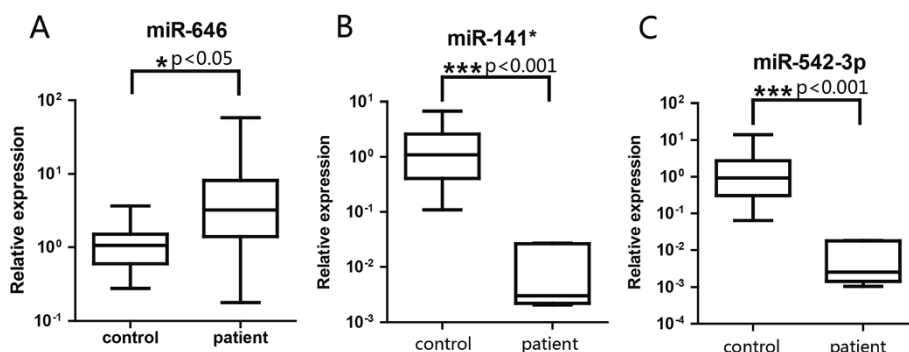 A
miR-646
* p<0.05
Relative expression
10²
10¹
10⁰
10⁻¹
control patient
B
miR-141*
*** p<0.001
Relative expression
10¹
10⁰
10⁻¹
10⁻²
10⁻³
control patient
C
miR-542-3p
*** p<0.001
Relative expression
10²
10¹
10⁰
10⁻¹
10⁻²
10⁻³
10⁻⁴
control patient